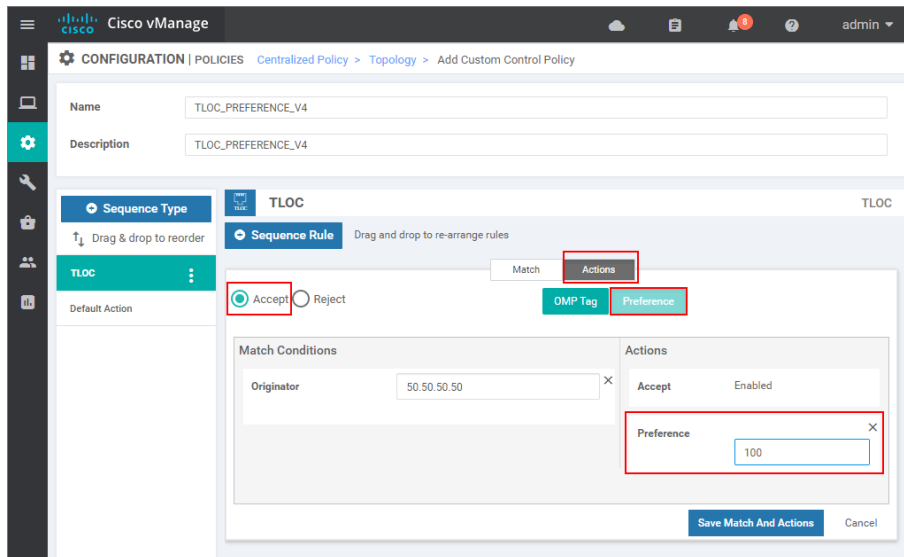 cisco Cisco vManage 8 admin
CONFIGURATION | POLICIES Centralized Policy > Topology > Add Custom Control Policy
Name TLOC_PREFERENCE_V4
Description TLOC_PREFERENCE_V4
Sequence Type
Drag & drop to reorder
TLOC
Default Action
TLOC TLOC TLOC
Sequence Rule Drag and drop to re-arrange rules
Match Actions
Accept Reject OMP Tag Preference
Match Conditions
Originator 50.50.50.50
Actions
Accept Enabled
Preference
100
Save Match And Actions Cancel